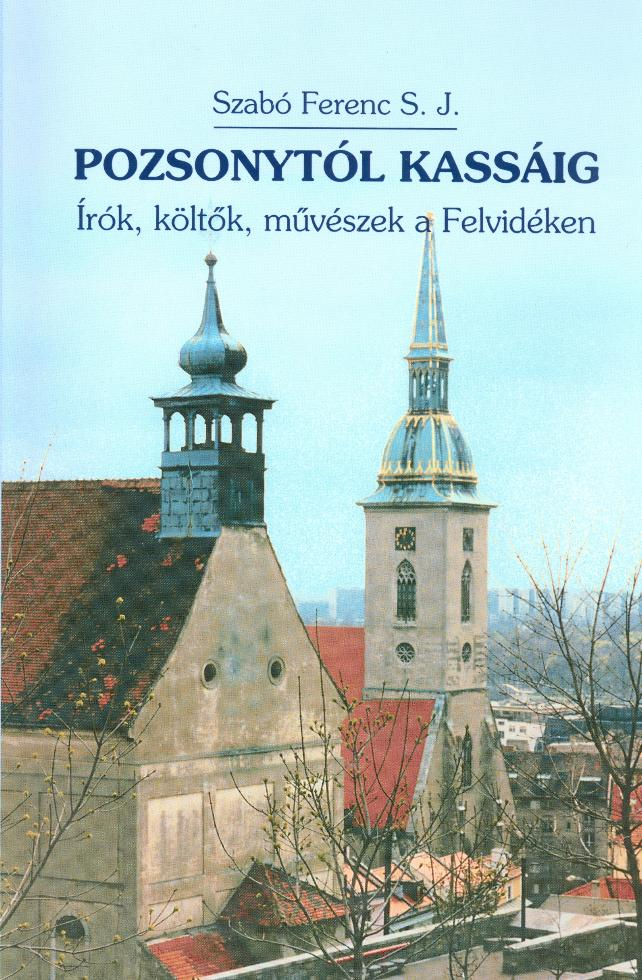 Szabó Ferenc S. J.
POZSONYTÓL KASSÁIG
Írók, költők, művészek a Felvidéken